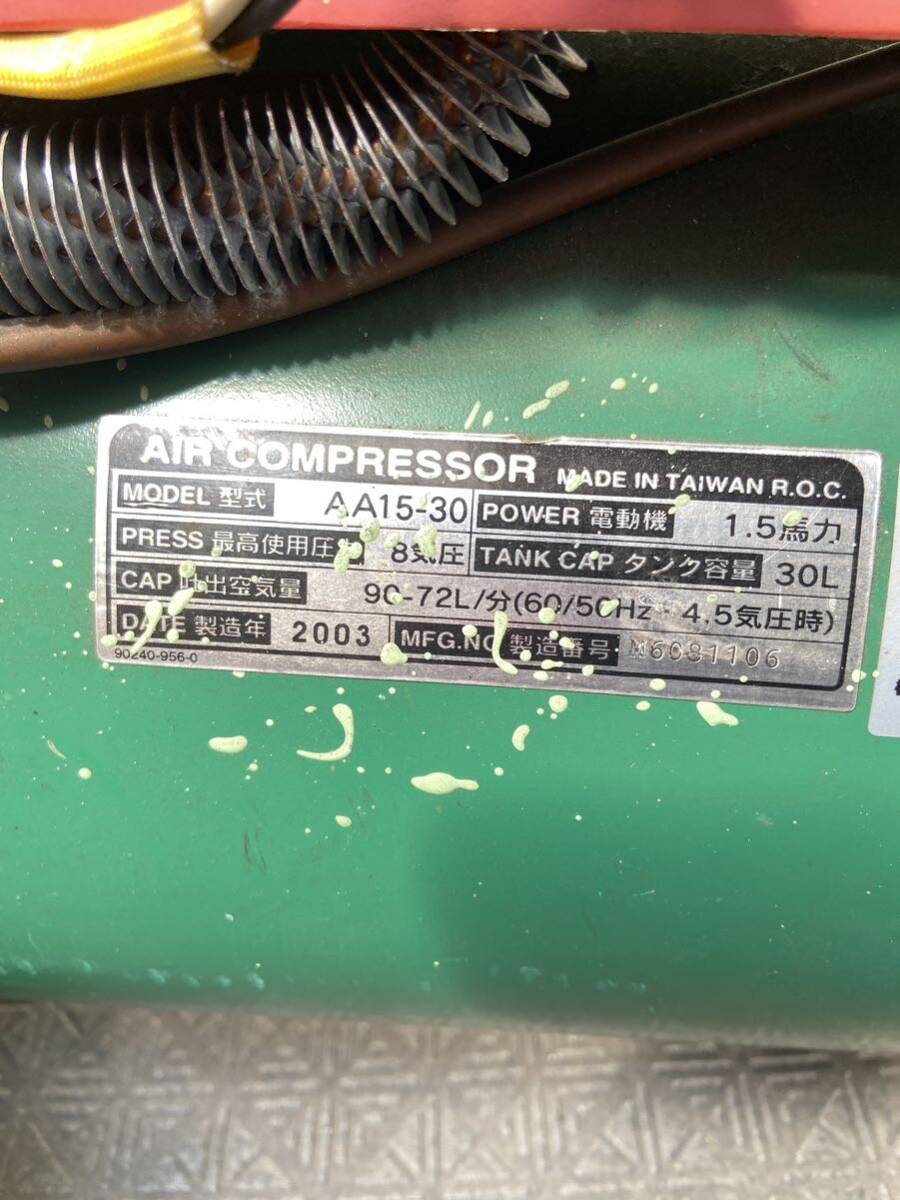 AIR COMPRESSOR MADE IN TAIWAN R.O.C.
MODEL 型式 AA15-30 POWER 電動機 1.5馬力
PRESS 最高使用圧力 8気圧 TANK CAP タンク容量 30L
CAP 吐出空気量 90-72L/分(60/50Hz 4.5気圧時)
DATE 製造年 2003 MFG.NO 製造番号 M6081106
90240-956-0